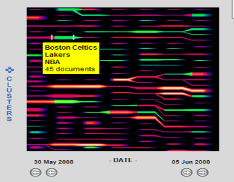 Boston Celtics
Lakers
NBA
45 documents
CLUSTERS
30 May 2008
- DATE -
05 Jun 2008